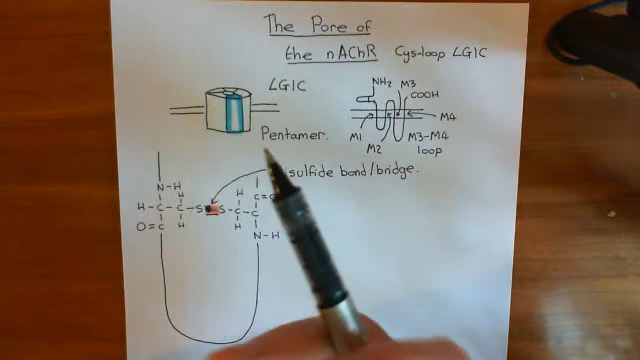 The Pore of
the nAChR Cys-loop LGIC
LGIC
Pentamer.
NH2 M3
COOH
M4
M1
M2
M3-M4
loop
sulfide bond/bridge.
N-H
H-C-C-S S-C-C
H
H
O=C
H
H
C=
N-H